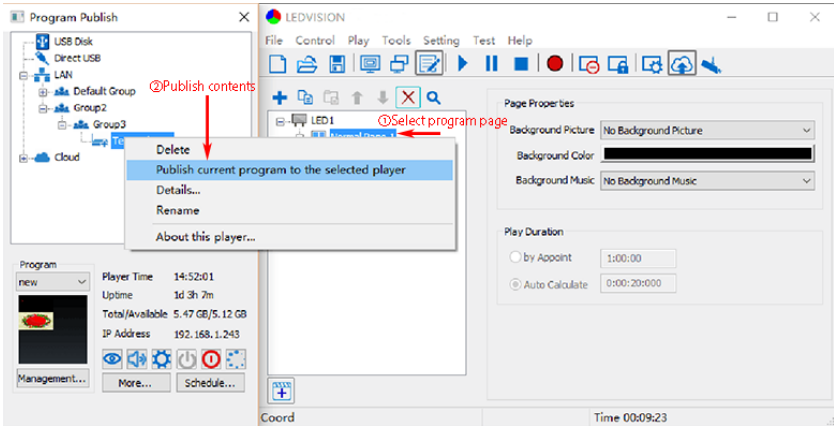 Program Publish
USB Disk
Direct USB
LAN
Default Group
Group2
Group3
②Publish contents
Cloud
Delete
Publish current program to the selected player
Details...
Rename
About this player...
Program
new
Management...
Player Time 14:52:01
Uptime 1d 3h 7m
Total/Available 5.47 GB/5.12 GB
IP Address 192.168.1.243
More... Schedule...
LEDVISION
File Control Play Tools Setting Test Help
LED1
Normal Page-1
①Select program page
Page Properties
Background Picture No Background Picture
Background Color
Background Music No Background Music
Play Duration
by Appoint 1:00:00
Auto Calculate 0:00:20:000
Coord
Time 00:09:23